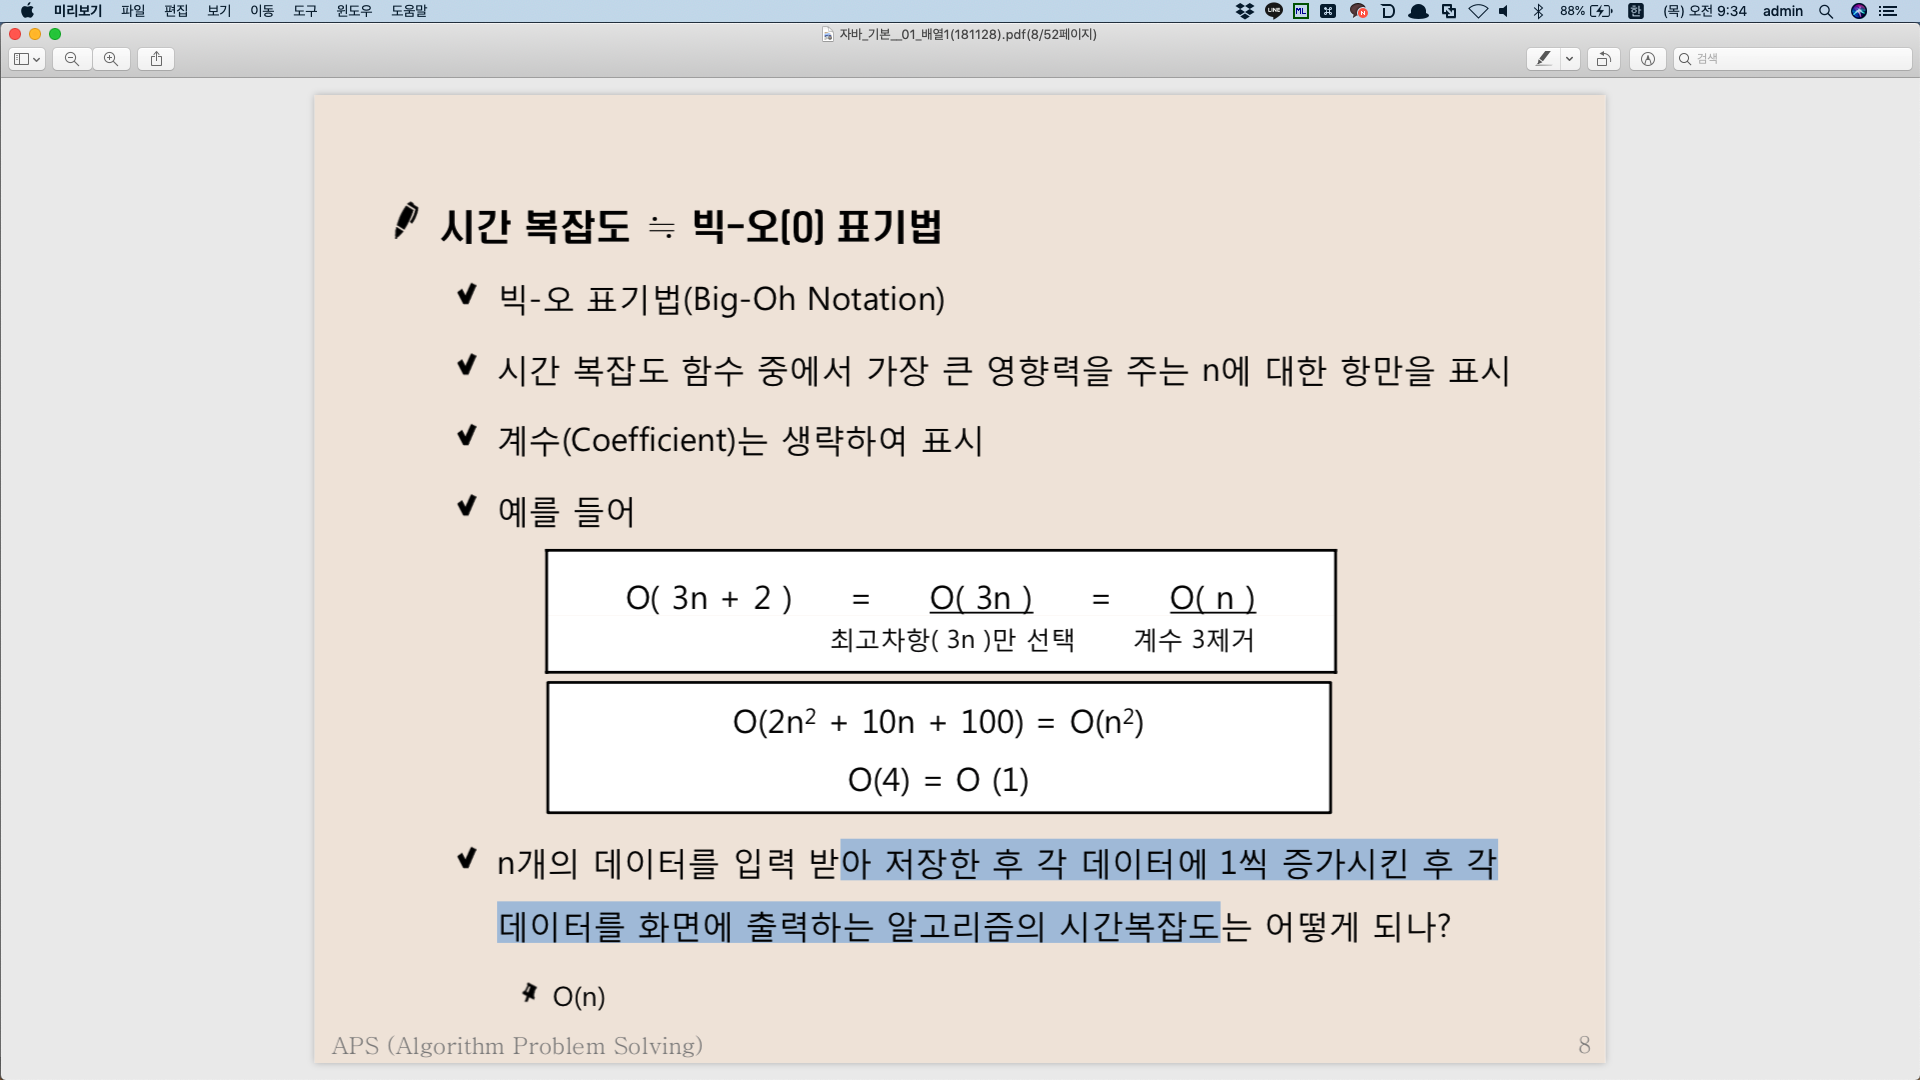 미리보기 파일 편집 보기 이동 도구 윈도우 도움말 88% 한 (목) 오전 9:34 admin
자바_기본__01_배열1(181128).pdf(8/52페이지)
검색
시간 복잡도 ≒ 빅-오(O) 표기법
빅-오 표기법(Big-Oh Notation)
시간 복잡도 함수 중에서 가장 큰 영향력을 주는 n에 대한 항만을 표시
계수(Coefficient)는 생략하여 표시
예를 들어
O( 3n + 2 ) = O( 3n ) = O( n )
최고차항( 3n )만 선택 계수 3제거
O(2n² + 10n + 100) = O(n²)
O(4) = O (1)
n개의 데이터를 입력 받아 저장한 후 각 데이터에 1씩 증가시킨 후 각
데이터를 화면에 출력하는 알고리즘의 시간복잡도는 어떻게 되나?
O(n)
APS (Algorithm Problem Solving) 8